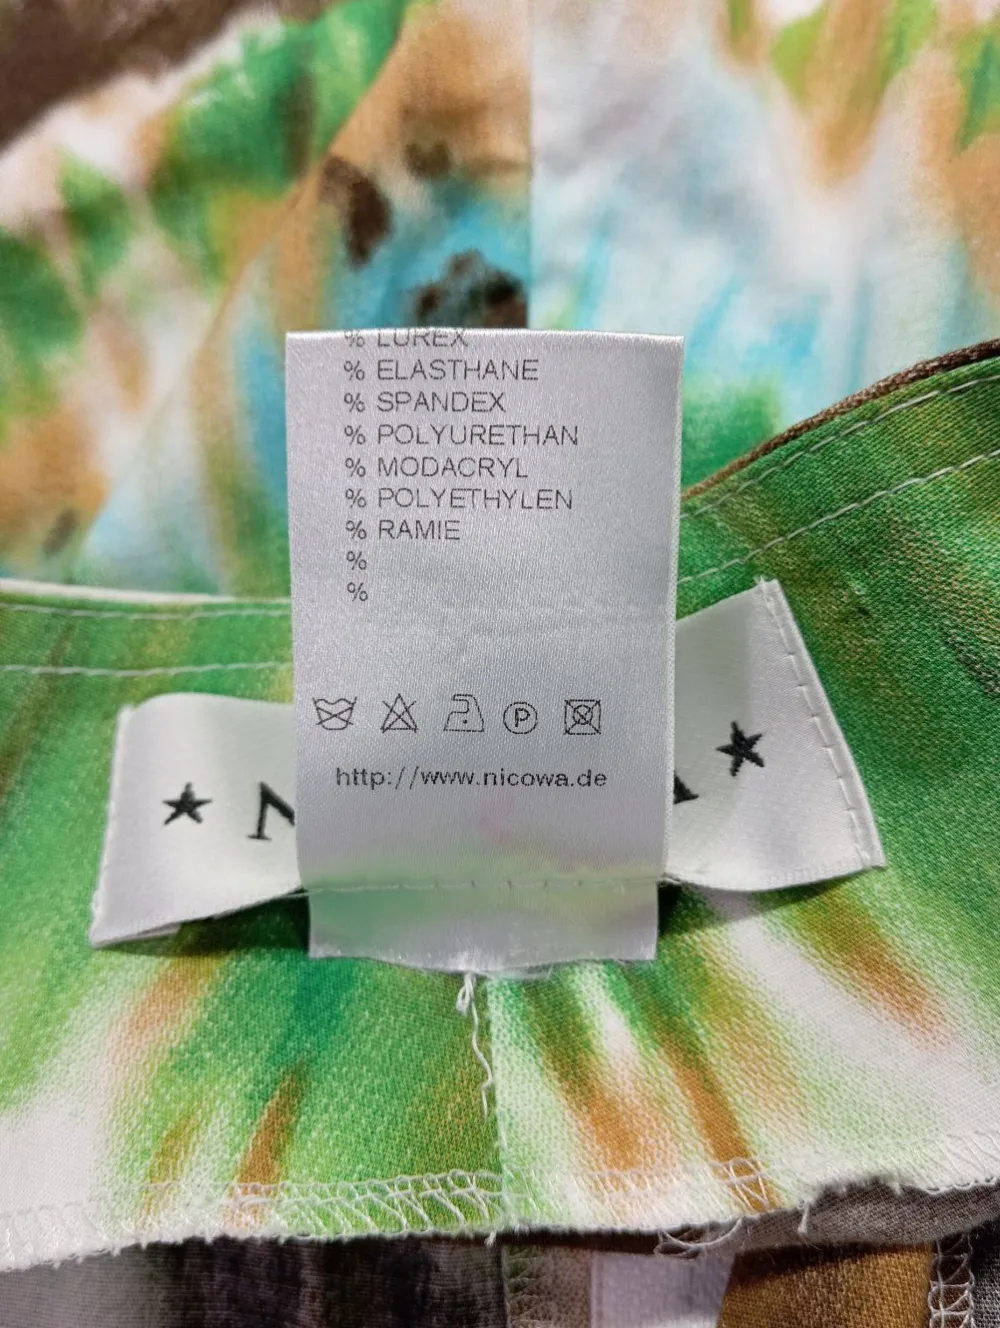 % LUREX
% ELASTHANE
% SPANDEX
% POLYURETHAN
% MODACRYL
% POLYETHYLEN
% RAMIE
%
%
P
http://www.nicowa.de
N
A